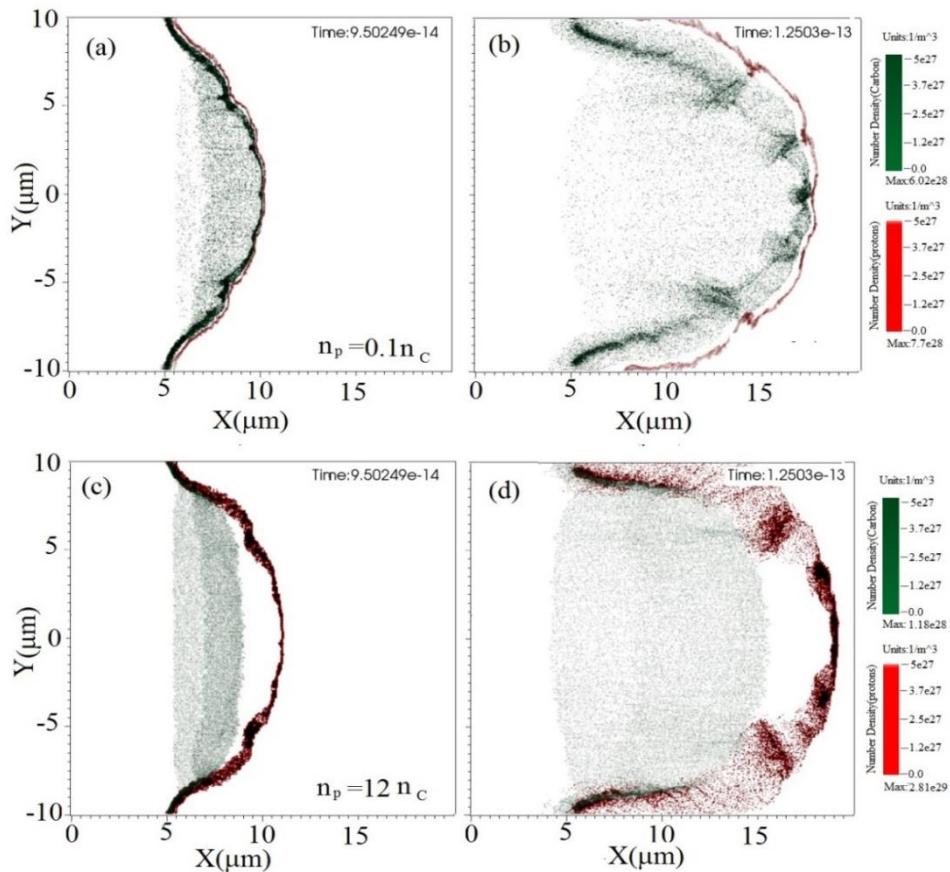 (a)
Time:9.50249e-14
10
5
0
-5
-10
Y(μm)
n p =0.1n C
0
5
10
15
X(μm)
(b)
Time:1.2503e-13
0
5
10
15
X(μm)
Units:1/m^3
Number Density(Carbon)
5e27
3.7e27
2.5e27
1.2e27
0.0
Max:6.02e28
Units:1/m^3
Number Density(protons)
5e27
3.7e27
2.5e27
1.2e27
0.0
Max:7.7e28
(c)
Time:9.50249e-14
10
5
0
-5
-10
Y(μm)
n p =12 n C
0
5
10
15
X(μm)
(d)
Time:1.2503e-13
0
5
10
15
X(μm)
Units:1/m^3
Number Density(Carbon)
5e27
3.7e27
2.5e27
1.2e27
0.0
Max:1.18e28
Units:1/m^3
Number Density(protons)
5e27
3.7e27
2.5e27
1.2e27
0.0
Max:2.81e29